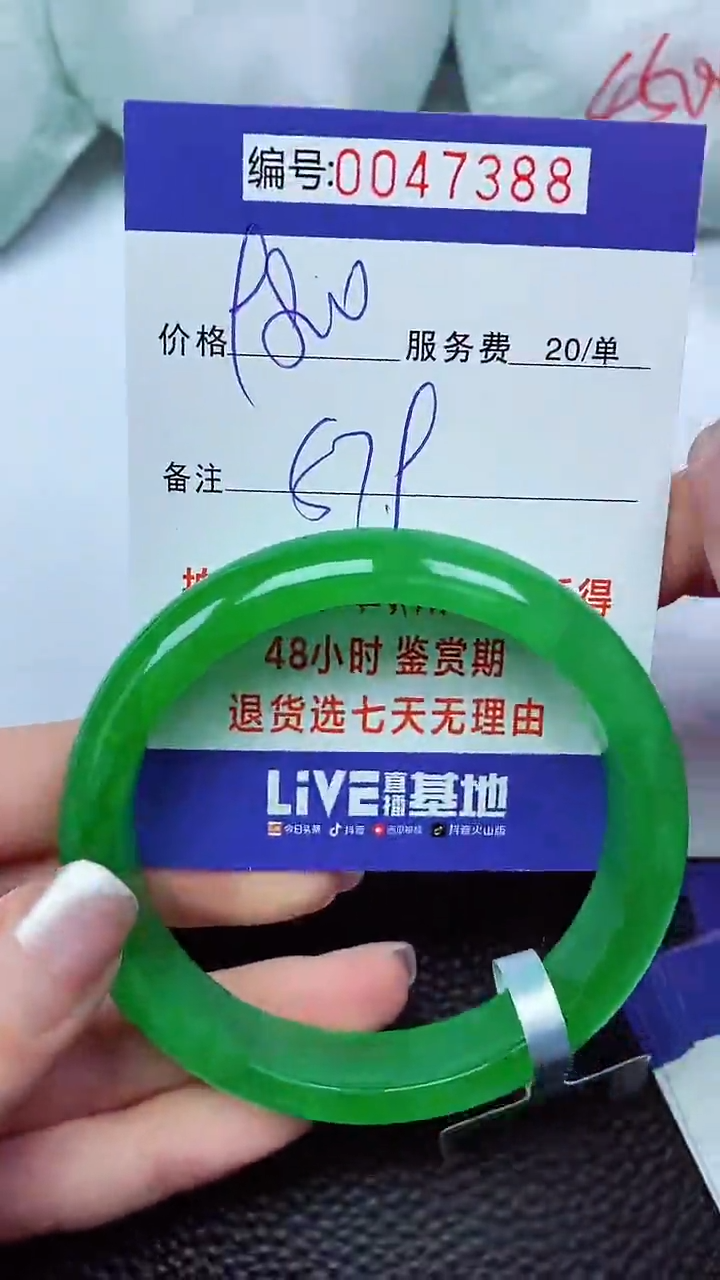 编号:0047388
价格 服务费 20/单
备注
得
48小时 鉴赏期
退货选七天无理由
LiVE直播基地
今日头条 抖音 西瓜视频 抖音火山版